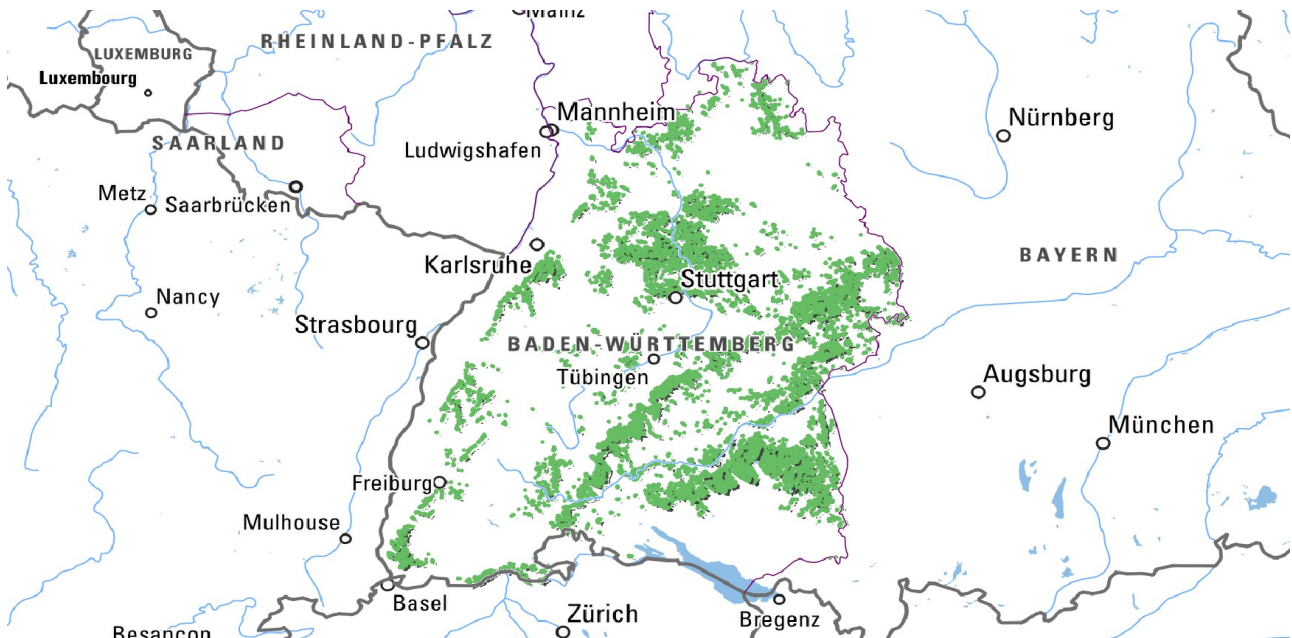 Mainz
RHEINLAND-PFALZ
LUXEMBURG
Luxembourg
Mannheim
Nürnberg
SAARLAND
Ludwigshafen
Metz
Saarbrücken
Karlsruhe
BAYERN
Stuttgart
Nancy
Strasbourg
BADEN-WÜRTTEMBERG
Tübingen
Augsburg
München
Freiburg
Mulhouse
Basel
Zürich
Bregenz
Besançon